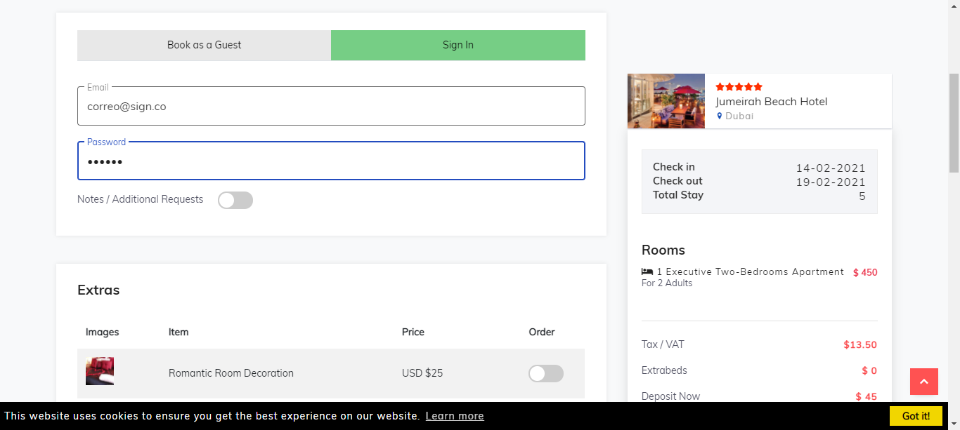 Book as a Guest
Sign In
Email
correo@sign.co
Password
••••••
Notes / Additional Requests
Extras
Images Item Price Order
Romantic Room Decoration USD $25
Jumeirah Beach Hotel
Dubai
Check in 14-02-2021
Check out 19-02-2021
Total Stay 5
Rooms
1 Executive Two-Bedrooms Apartment $ 450
For 2 Adults
Tax / VAT $13.50
Extrabeds $ 0
Deposit Now $ 45
This website uses cookies to ensure you get the best experience on our website. Learn more
Got it!